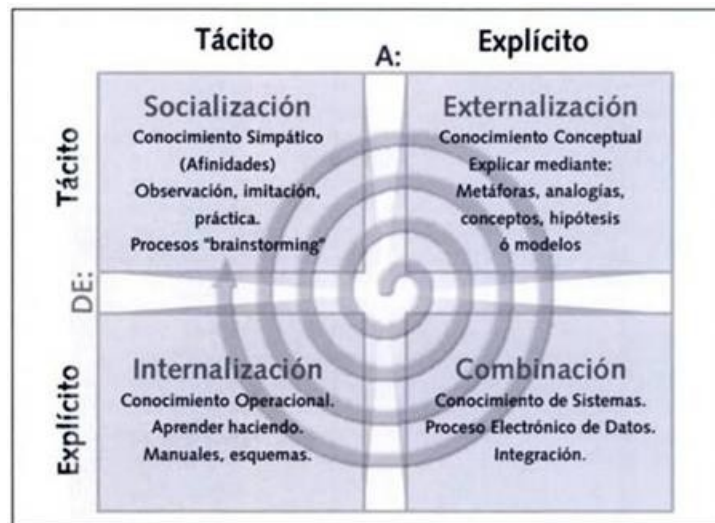 Tácito
A:
Explícito
DE:
Tácito
Socialización
Conocimiento Simpático
(Afinidades)
Observación, imitación,
práctica.
Procesos "brainstorming"
Externalización
Conocimiento Conceptual
Explicar mediante:
Metáforas, analogías,
conceptos, hipótesis
ó modelos
Explícito
Internalización
Conocimiento Operacional.
Aprender haciendo.
Manuales, esquemas.
Combinación
Conocimiento de Sistemas.
Proceso Electrónico de Datos.
Integración.